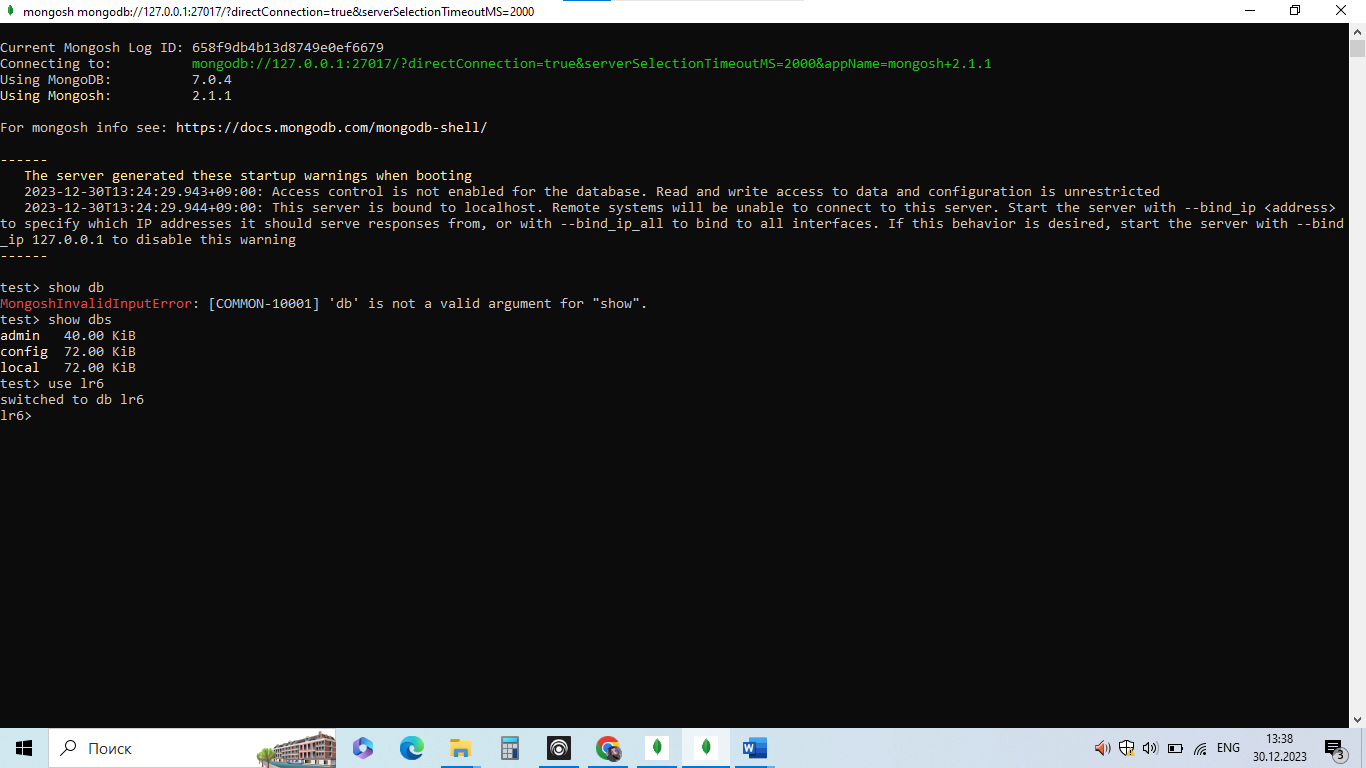 mongosh mongodb://127.0.0.1:27017/?directConnection=true&serverSelectionTimeoutMS=2000
Current Mongosh Log ID: 658f9db4b13d8749e0ef6679
Connecting to:          mongodb://127.0.0.1:27017/?directConnection=true&serverSelectionTimeoutMS=2000&appName=mongosh+2.1.1
Using MongoDB:          7.0.4
Using Mongosh:          2.1.1
For mongosh info see: https://docs.mongodb.com/mongodb-shell/
------
   The server generated these startup warnings when booting
   2023-12-30T13:24:29.943+09:00: Access control is not enabled for the database. Read and write access to data and configuration is unrestricted
   2023-12-30T13:24:29.944+09:00: This server is bound to localhost. Remote systems will be unable to connect to this server. Start the server with --bind_ip <address>
to specify which IP addresses it should serve responses from, or with --bind_ip_all to bind to all interfaces. If this behavior is desired, start the server with --bind
_ip 127.0.0.1 to disable this warning
------
test> show db
MongoshInvalidInputError: [COMMON-10001] 'db' is not a valid argument for "show".
test> show dbs
admin   40.00 KiB
config  72.00 KiB
local   72.00 KiB
test> use lr6
switched to db lr6
lr6>
Поиск
W
ENG
13:38
30.12.2023
3